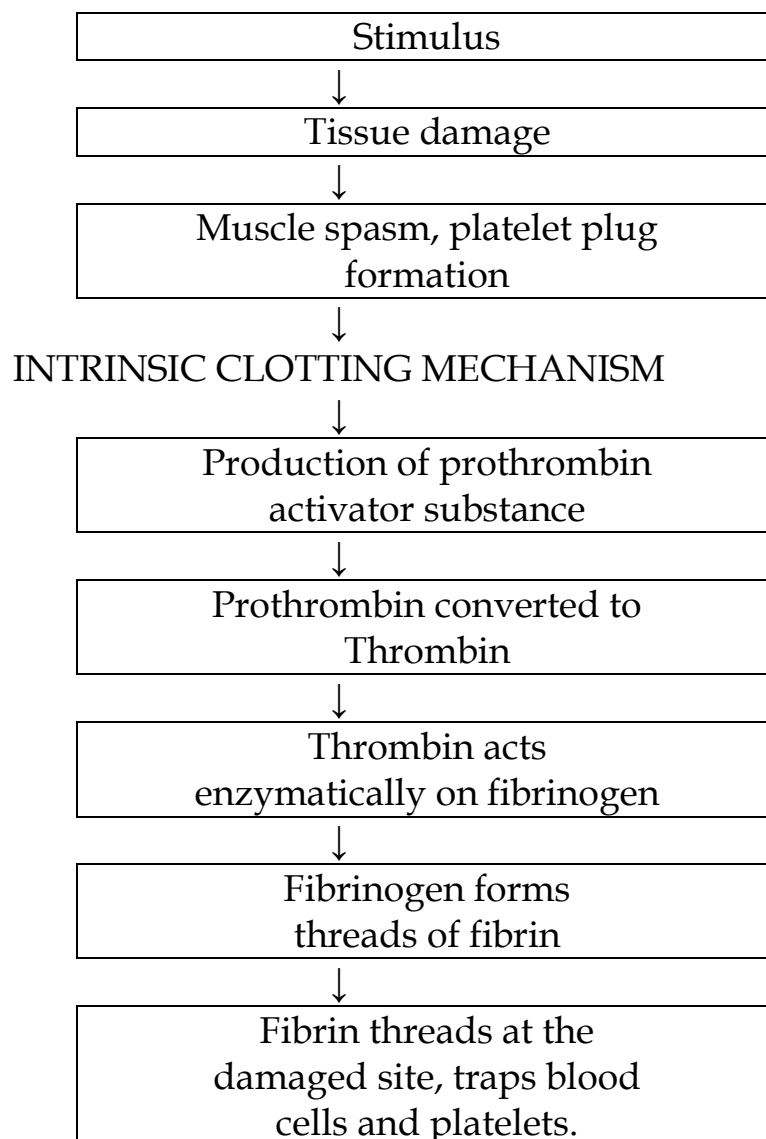 Stimulus
↓
Tissue damage
↓
Muscle spasm, platelet plug
formation
↓
INTRINSIC CLOTTING MECHANISM
↓
Production of prothrombin
activator substance
↓
Prothrombin converted to
Thrombin
↓
Thrombin acts
enzymatically on fibrinogen
↓
Fibrinogen forms
threads of fibrin
↓
Fibrin threads at the
damaged site, traps blood
cells and platelets.